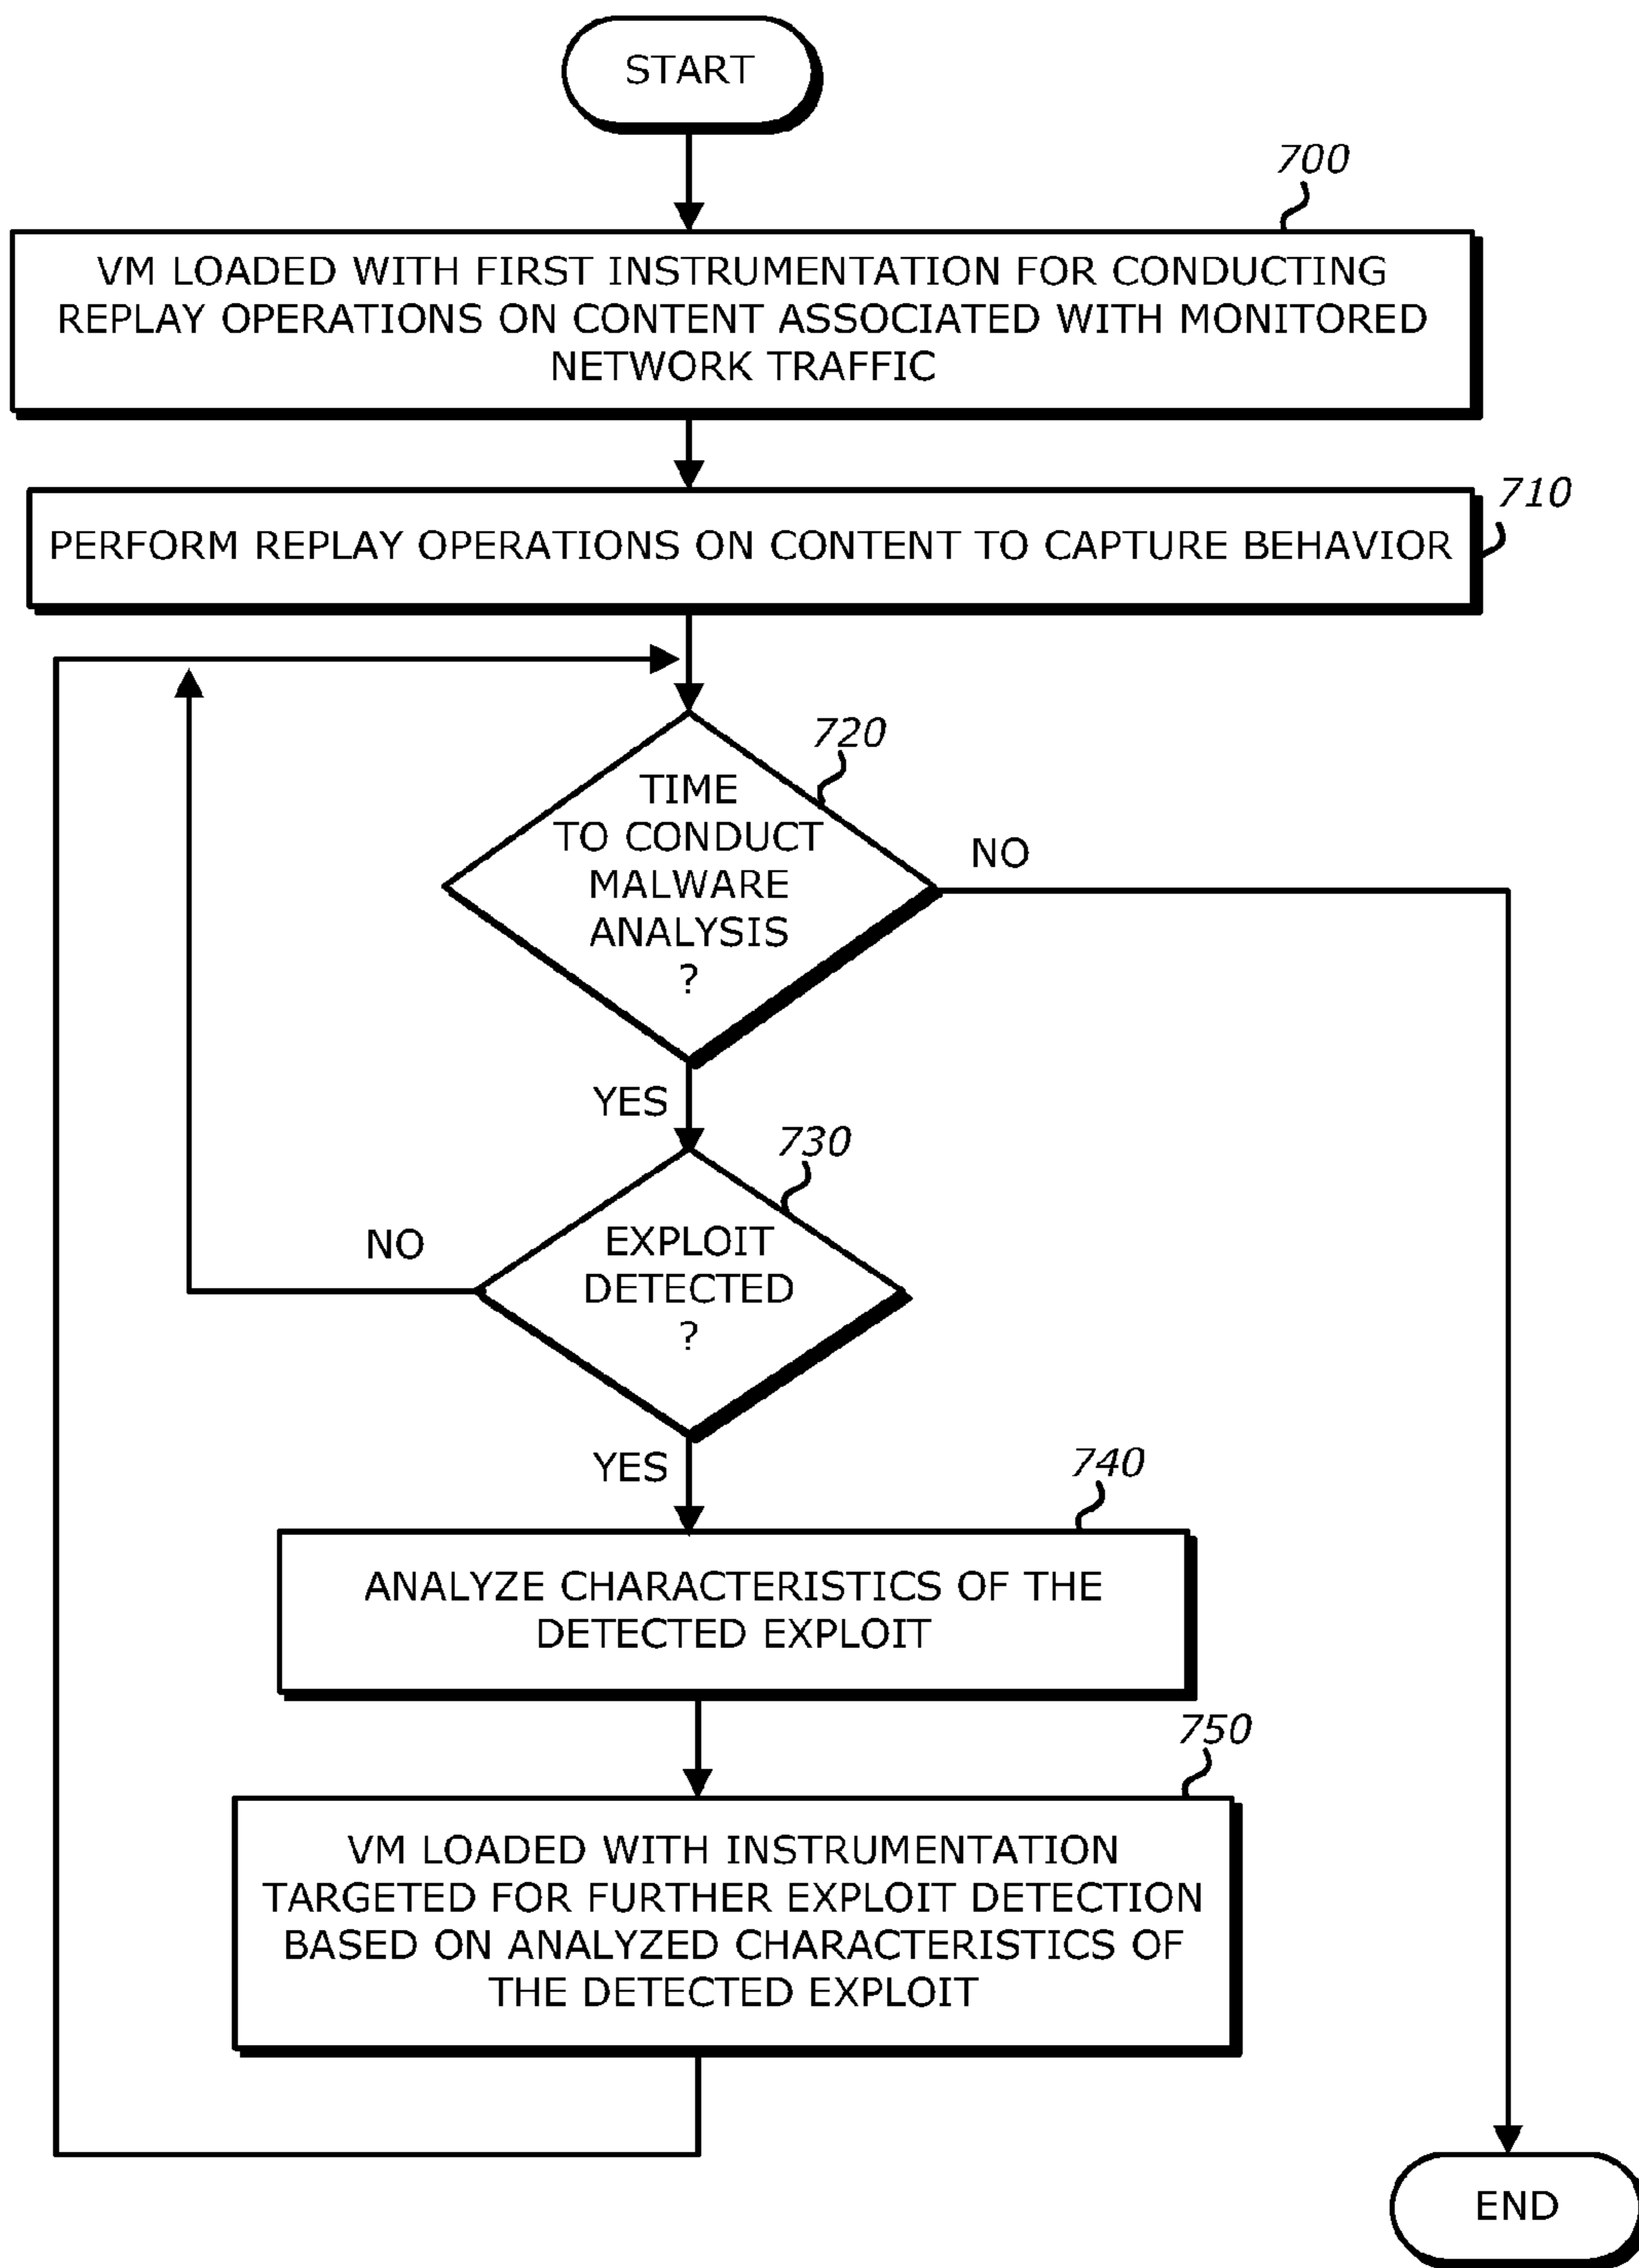 START
700
VM LOADED WITH FIRST INSTRUMENTATION FOR CONDUCTING
REPLAY OPERATIONS ON CONTENT ASSOCIATED WITH MONITORED
NETWORK TRAFFIC
710
PERFORM REPLAY OPERATIONS ON CONTENT TO CAPTURE BEHAVIOR
720
TIME
TO CONDUCT
MALWARE
ANALYSIS
?
NO
YES
730
EXPLOIT
DETECTED
?
NO
YES
740
ANALYZE CHARACTERISTICS OF THE
DETECTED EXPLOIT
750
VM LOADED WITH INSTRUMENTATION
TARGETED FOR FURTHER EXPLOIT DETECTION
BASED ON ANALYZED CHARACTERISTICS OF
THE DETECTED EXPLOIT
END